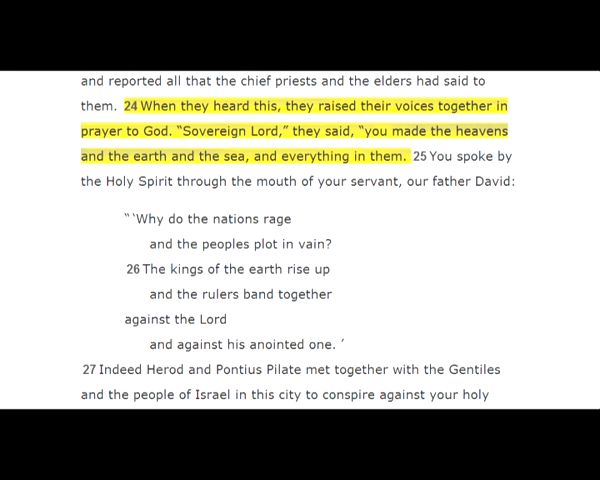 and reported all that the chief priests and the elders had said to
them. 24 When they heard this, they raised their voices together in
prayer to God. “Sovereign Lord,” they said, “you made the heavens
and the earth and the sea, and everything in them. 25 You spoke by
the Holy Spirit through the mouth of your servant, our father David:
“ ‘Why do the nations rage
and the peoples plot in vain?
26 The kings of the earth rise up
and the rulers band together
against the Lord
and against his anointed one. ’
27 Indeed Herod and Pontius Pilate met together with the Gentiles
and the people of Israel in this city to conspire against your holy